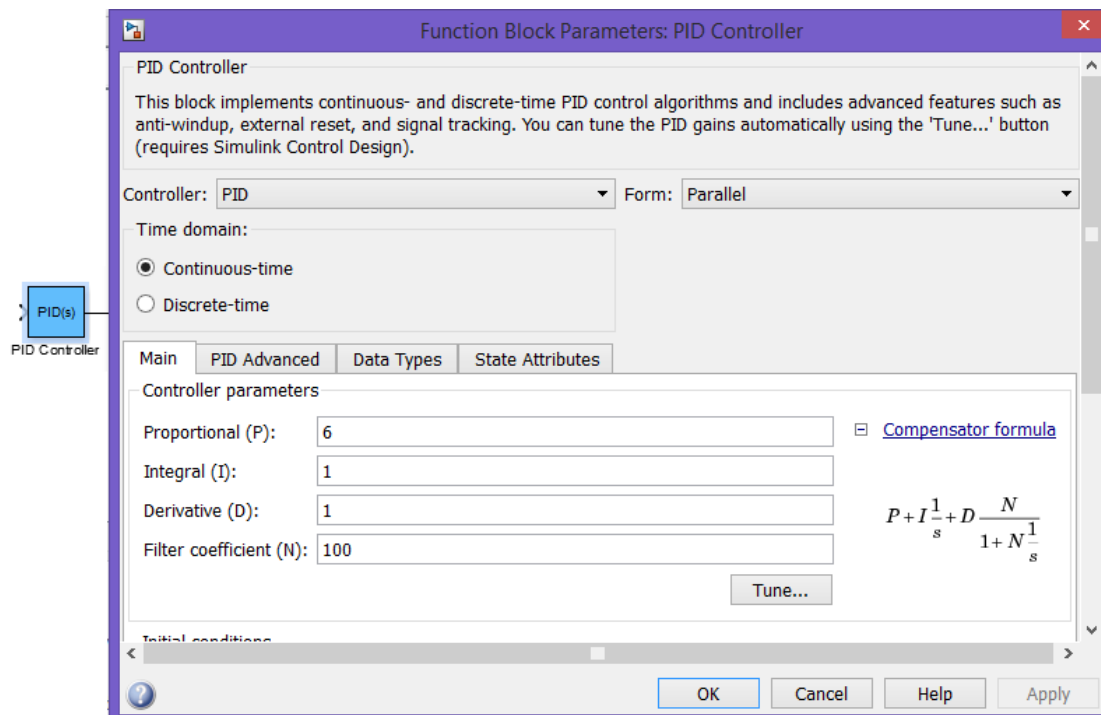 Function Block Parameters: PID Controller
×
PID Controller
This block implements continuous- and discrete-time PID control algorithms and includes advanced features such as
anti-windup, external reset, and signal tracking. You can tune the PID gains automatically using the 'Tune...' button
(requires Simulink Control Design).
Controller: PID Form: Parallel
Time domain:
Continuous-time
Discrete-time
PID(s)
PID Controller
Main PID Advanced Data Types State Attributes
Controller parameters
Proportional (P): 6
Compensator formula
Integral (I): 1
Derivative (D): 1
Filter coefficient (N): 100
P + I 1/s + D N/(1 + N 1/s)
Tune...
Initial conditions
? OK Cancel Help Apply